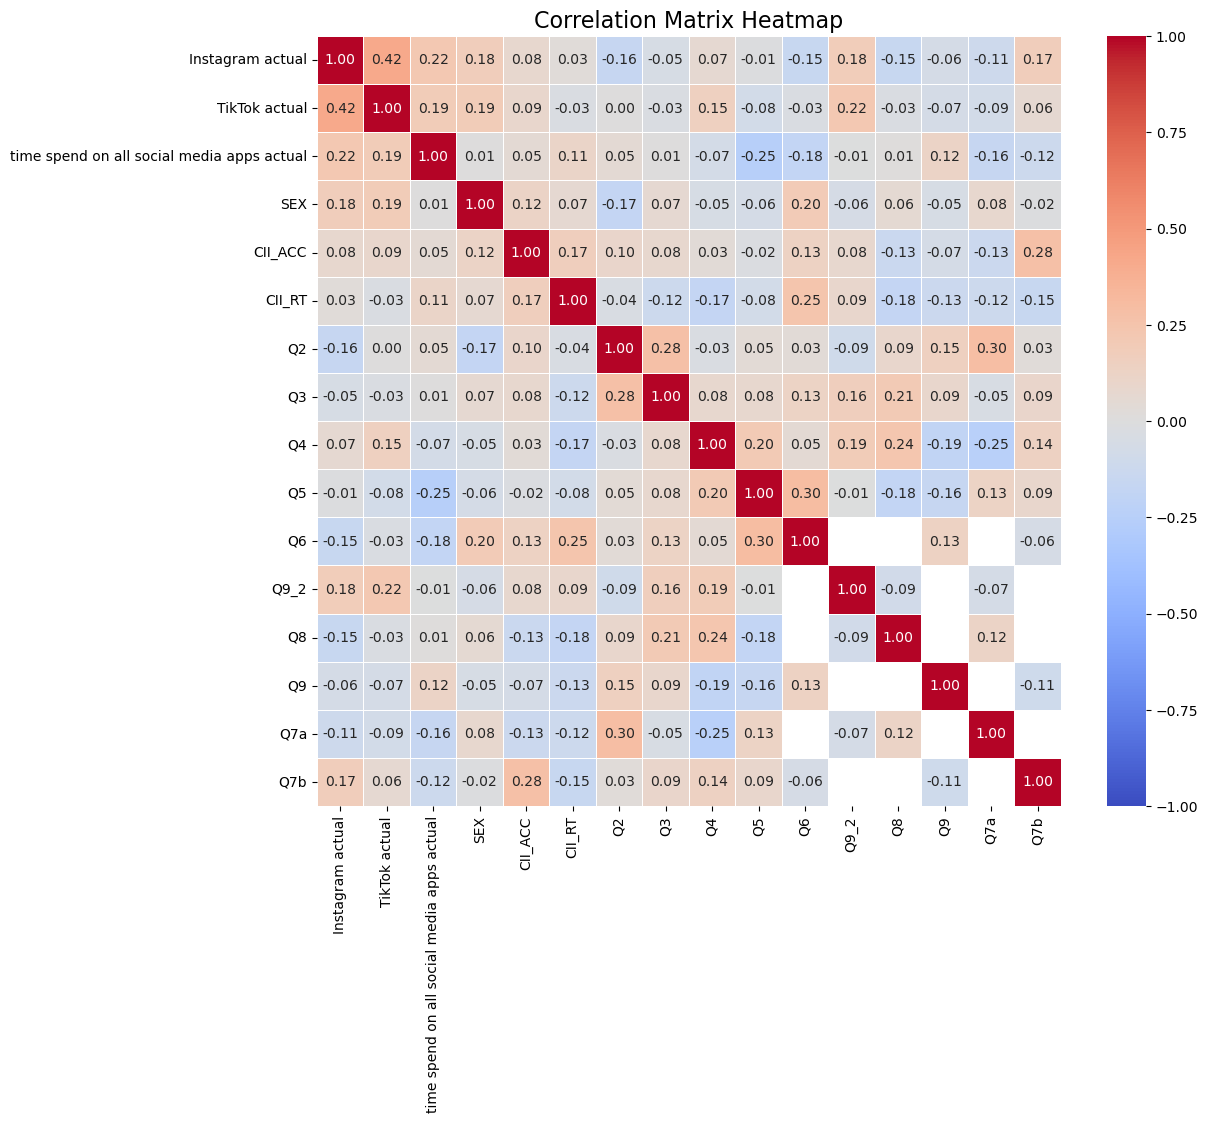 Correlation Matrix Heatmap
Instagram actual 1.00 0.42 0.22 0.18 0.08 0.03 -0.16 -0.05 0.07 -0.01 -0.15 0.18 -0.15 -0.06 -0.11 0.17
TikTok actual 0.42 1.00 0.19 0.19 0.09 -0.03 0.00 -0.03 0.15 -0.08 -0.03 0.22 -0.03 -0.07 -0.09 0.06
time spend on all social media apps actual 0.22 0.19 1.00 0.01 0.05 0.11 0.05 0.01 -0.07 -0.25 -0.18 -0.01 0.01 0.12 -0.16 -0.12
SEX 0.18 0.19 0.01 1.00 0.12 0.07 -0.17 0.07 -0.05 -0.06 0.20 -0.06 0.06 -0.05 0.08 -0.02
CII_ACC 0.08 0.09 0.05 0.12 1.00 0.17 0.10 0.08 0.03 -0.02 0.13 0.08 -0.13 -0.07 -0.13 0.28
CII_RT 0.03 -0.03 0.11 0.07 0.17 1.00 -0.04 -0.12 -0.17 -0.08 0.25 0.09 -0.18 -0.13 -0.12 -0.15
Q2 -0.16 0.00 0.05 -0.17 0.10 -0.04 1.00 0.28 -0.03 0.05 0.03 -0.09 0.09 0.15 0.30 0.03
Q3 -0.05 -0.03 0.01 0.07 0.08 -0.12 0.28 1.00 0.08 0.08 0.13 0.16 0.21 0.09 -0.05 0.09
Q4 0.07 0.15 -0.07 -0.05 0.03 -0.17 -0.03 0.08 1.00 0.20 0.05 0.19 0.24 -0.19 -0.25 0.14
Q5 -0.01 -0.08 -0.25 -0.06 -0.02 -0.08 0.05 0.08 0.20 1.00 0.30 -0.01 -0.18 -0.16 0.13 0.09
Q6 -0.15 -0.03 -0.18 0.20 0.13 0.25 0.03 0.13 0.05 0.30 1.00 0.13 -0.06
Q9_2 0.18 0.22 -0.01 -0.06 0.08 0.09 -0.09 0.16 0.19 -0.01 1.00 -0.09 -0.07
Q8 -0.15 -0.03 0.01 0.06 -0.13 -0.18 0.09 0.21 0.24 -0.18 -0.09 1.00 0.12
Q9 -0.06 -0.07 0.12 -0.05 -0.07 -0.13 0.15 0.09 -0.19 -0.16 0.13 1.00 -0.11
Q7a -0.11 -0.09 -0.16 0.08 -0.13 -0.12 0.30 -0.05 -0.25 0.13 -0.07 0.12 1.00
Q7b 0.17 0.06 -0.12 -0.02 0.28 -0.15 0.03 0.09 0.14 0.09 -0.06 -0.11 1.00
Instagram actual
TikTok actual
time spend on all social media apps actual
SEX
CII_ACC
CII_RT
Q2
Q3
Q4
Q5
Q6
Q9_2
Q8
Q9
Q7a
Q7b
1.00
0.75
0.50
0.25
0.00
−0.25
−0.50
−0.75
−1.00